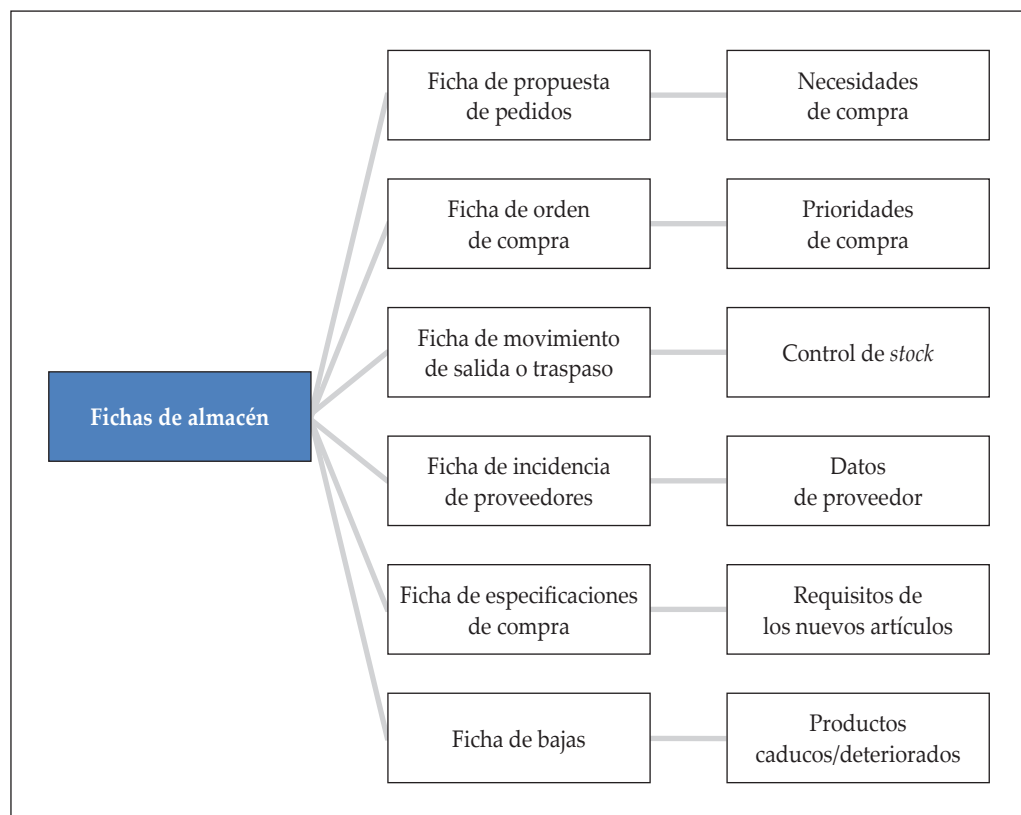 Ficha de propuesta
de pedidos
Necesidades
de compra
Ficha de orden
de compra
Prioridades
de compra
Ficha de movimiento
de salida o traspaso
Control de stock
Fichas de almacén
Ficha de incidencia
de proveedores
Datos
de proveedor
Ficha de especificaciones
de compra
Requisitos de
los nuevos artículos
Ficha de bajas
Productos
caducos/deteriorados